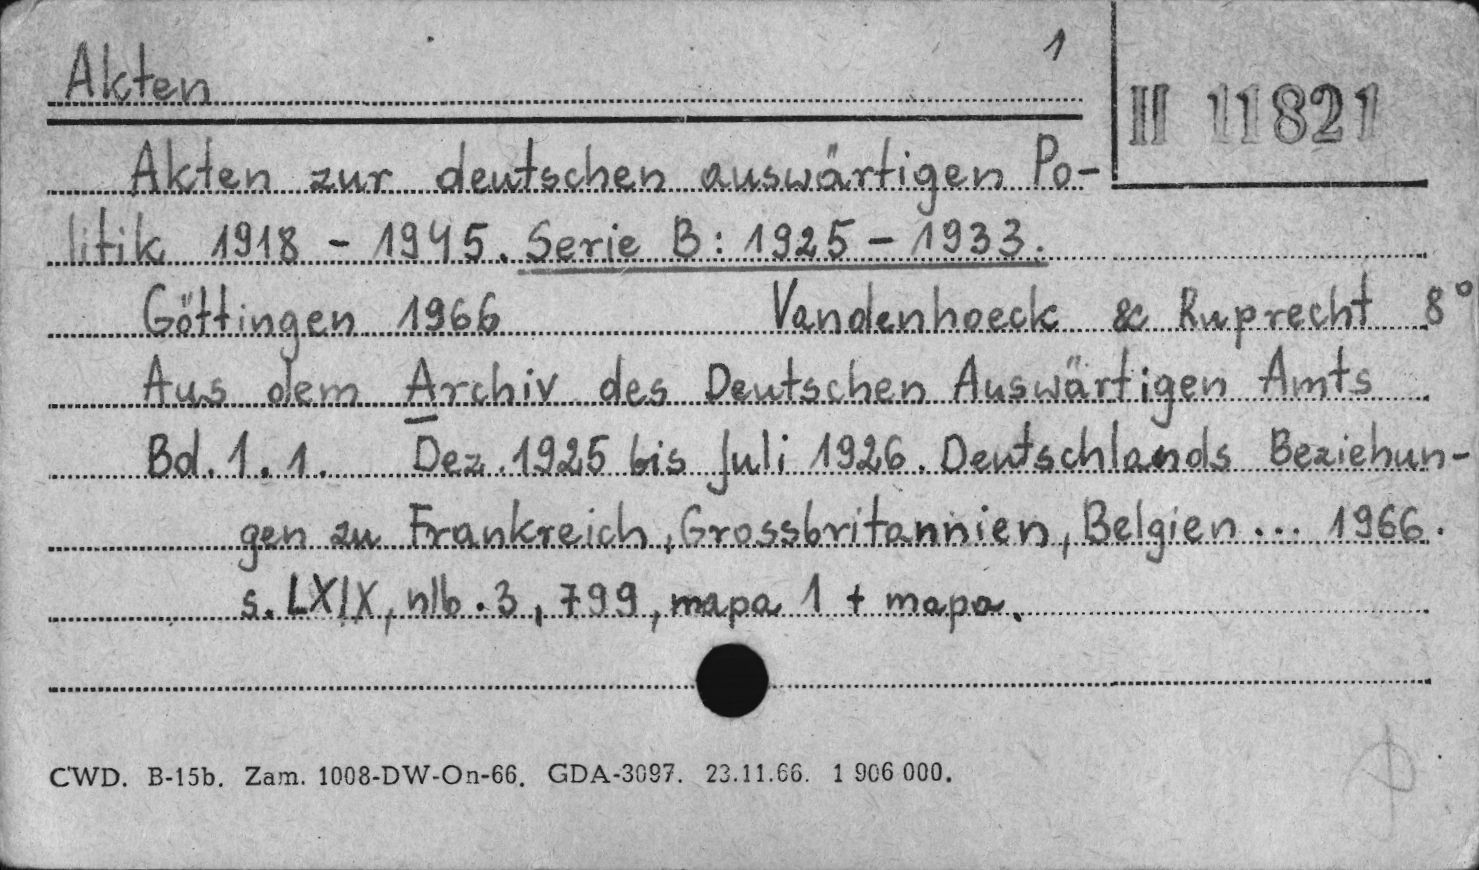 Akten
1
II 11821
Akten zur deutschen auswärtigen Po-
litik 1918 - 1945. Serie B: 1925 - 1933.
Göttingen 1966 Vandenhoeck & Ruprecht 8°
Aus dem Archiv des Deutschen Auswärtigen Amts
Bd. 1. 1. Dez. 1925 bis Juli 1926. Deutschlands Beziehun-
gen zu Frankreich, Grossbritannien, Belgien... 1966.
s. LXIX, nlb. 3, 799, mapa 1 + mapa.
CWD. B-15b. Zam. 1008-DW-On-66. GDA-3097. 23.11.66. 1 906 000.